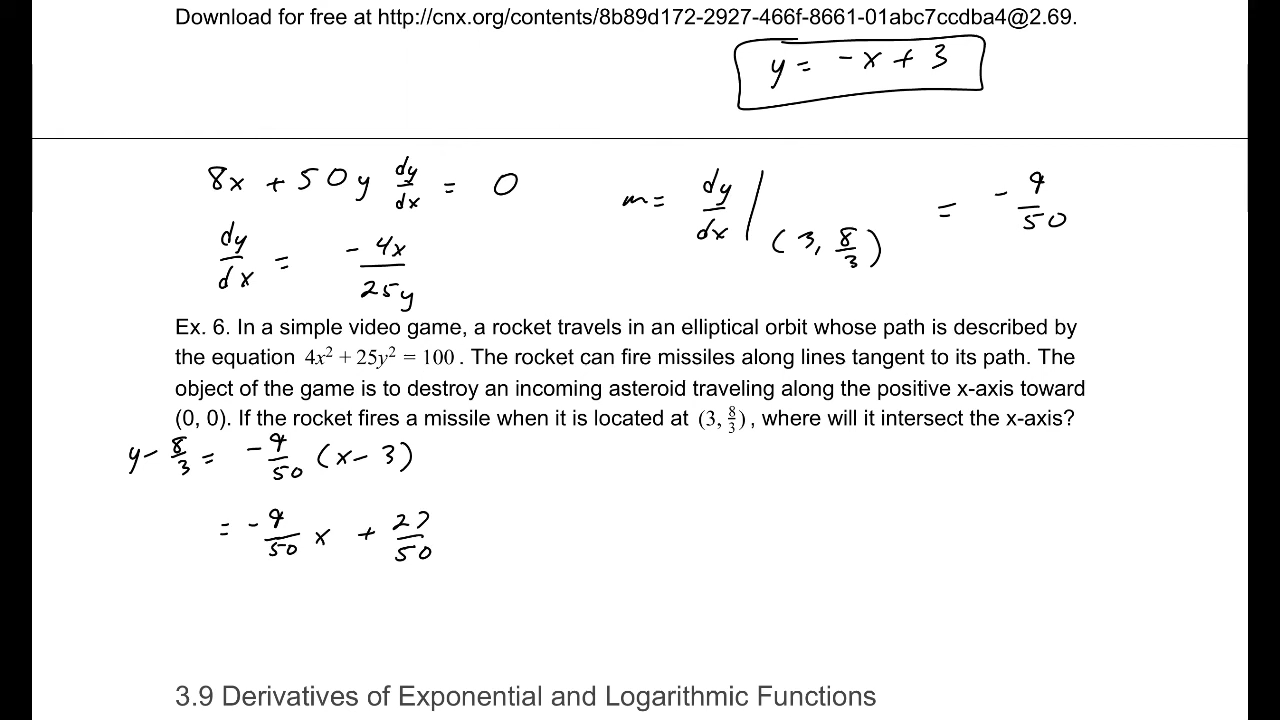 Download for free at http://cnx.org/contents/8b89d172-2927-466f-8661-01abc7ccdba4@2.69.
y = -x + 3
8x + 50y dy/dx = 0
m = dy/dx | (3, 8/3) = -9/50
dy/dx = -4x/25y
Ex. 6. In a simple video game, a rocket travels in an elliptical orbit whose path is described by
the equation 4x² + 25y² = 100 . The rocket can fire missiles along lines tangent to its path. The
object of the game is to destroy an incoming asteroid traveling along the positive x-axis toward
(0, 0). If the rocket fires a missile when it is located at (3, 8/3) , where will it intersect the x-axis?
y - 8/3 = -9/50 (x - 3)
= -9/50 x + 27/50
3.9 Derivatives of Exponential and Logarithmic Functions